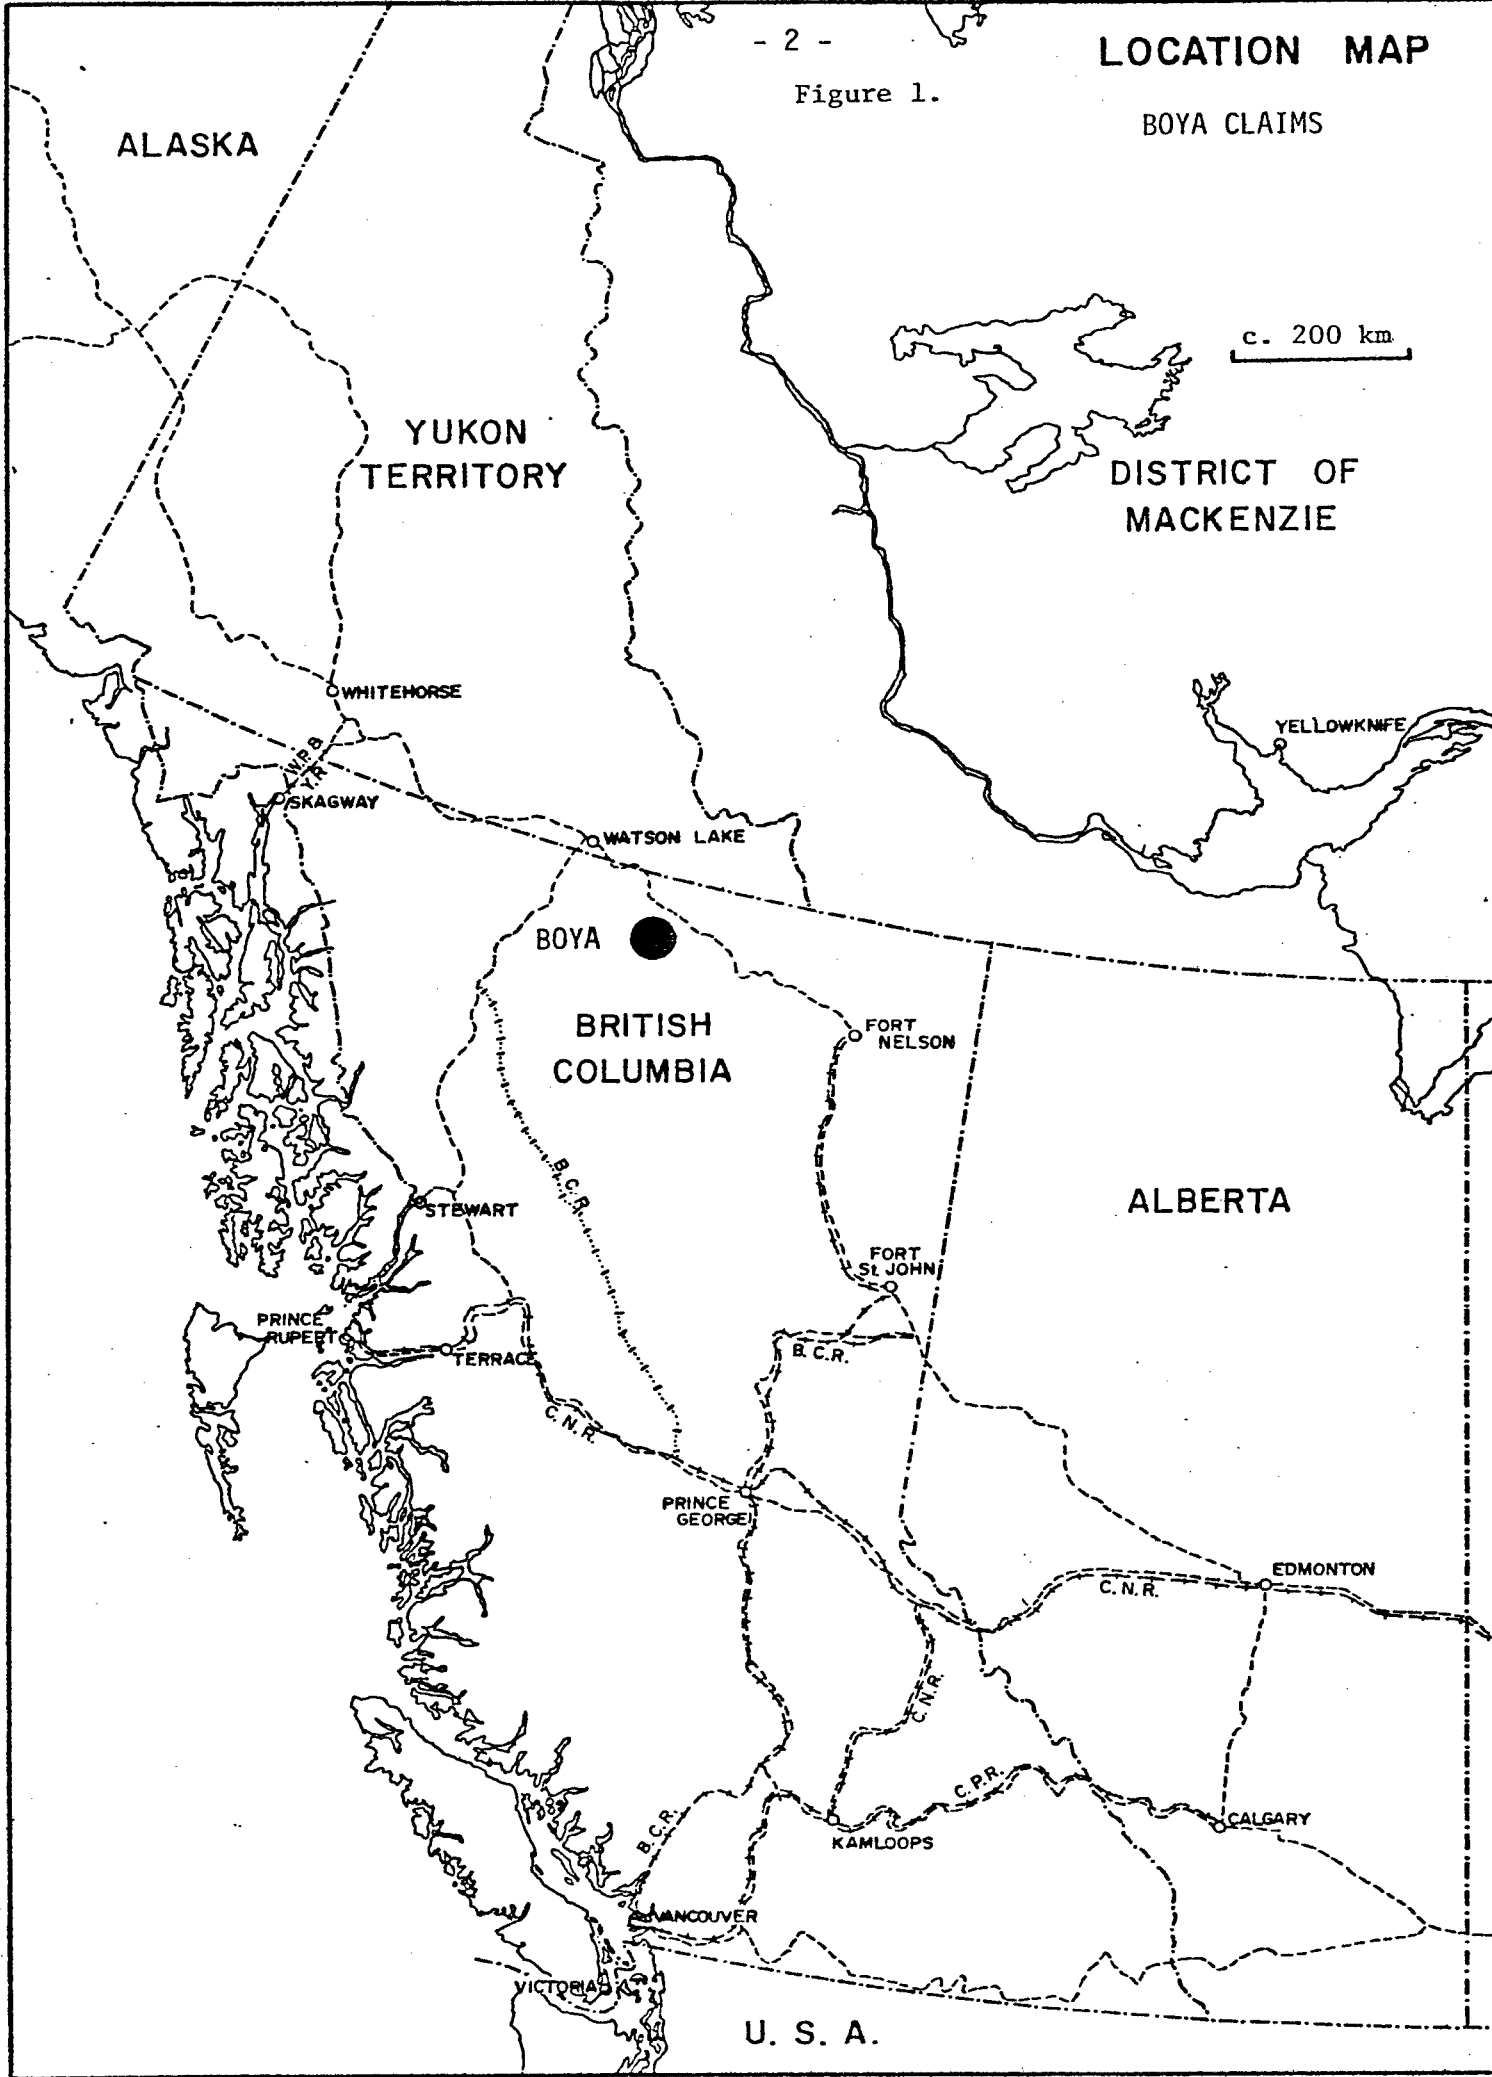 - 2 -
LOCATION MAP
Figure 1.
BOYA CLAIMS
ALASKA
c. 200 km
YUKON
TERRITORY
DISTRICT OF
MACKENZIE
WHITEHORSE
YELLOWKNIFE
W.P. &
Y.R.
SKAGWAY
WATSON LAKE
BOYA
BRITISH
COLUMBIA
FORT
NELSON
B.C.R.
STEWART
ALBERTA
FORT
St. JOHN
PRINCE
RUPERT
TERRACE
B.C.R.
C.N.R.
PRINCE
GEORGE
EDMONTON
C.N.R.
C.N.R.
C.P.R.
B.C.R.
KAMLOOPS
CALGARY
VANCOUVER
VICTORIA
U. S. A.